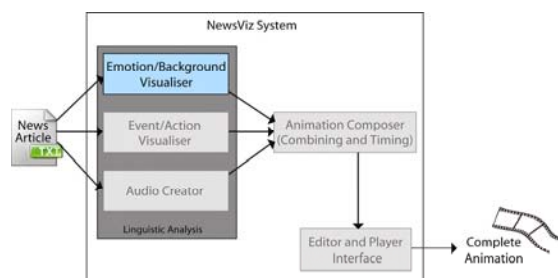 NewsViz System
Emotion/Background
Visualiser
News
Article
TXT
Event/Action
Visualiser
Animation Composer
(Combining and Timing)
Audio Creator
Linguistic Analysis
Editor and Player
Interface
Complete
Animation